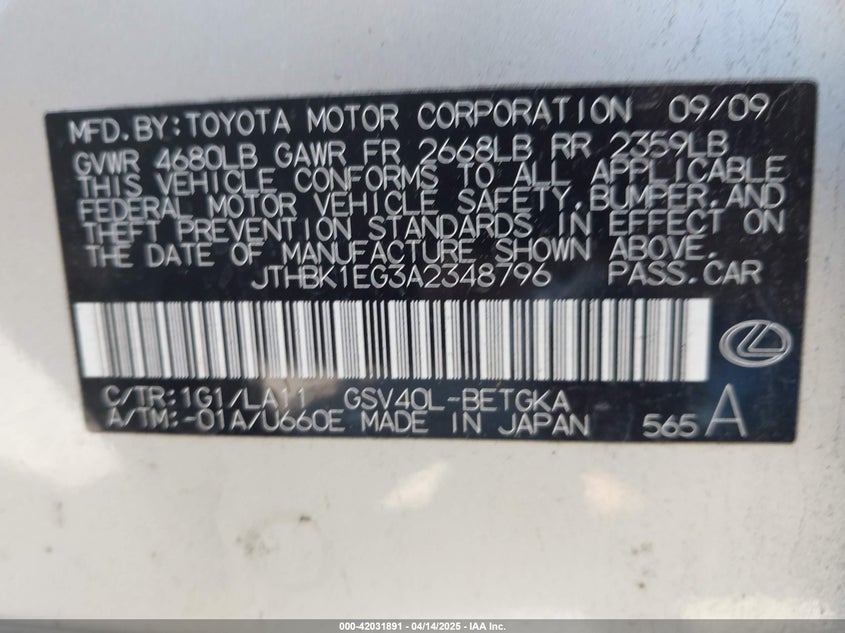 MFD.BY:TOYOTA MOTOR CORPORATION 09/09
GVWR 4680LB GAWR FR 2668LB RR 2359LB
THIS VEHICLE CONFORMS TO ALL APPLICABLE
FEDERAL MOTOR VEHICLE SAFETY,BUMPER,AND
THEFT PREVENTION STANDARDS IN EFFECT ON
THE DATE OF MANUFACTURE SHOWN ABOVE.
JTHBK1EG3A2348796 PASS.CAR
C/TR:1G1/LA11 GSV40L-BETGKA
A/TM:-01A/U660E MADE IN JAPAN 565 A
000-42031891 | 04/14/2025 - IAA Inc.